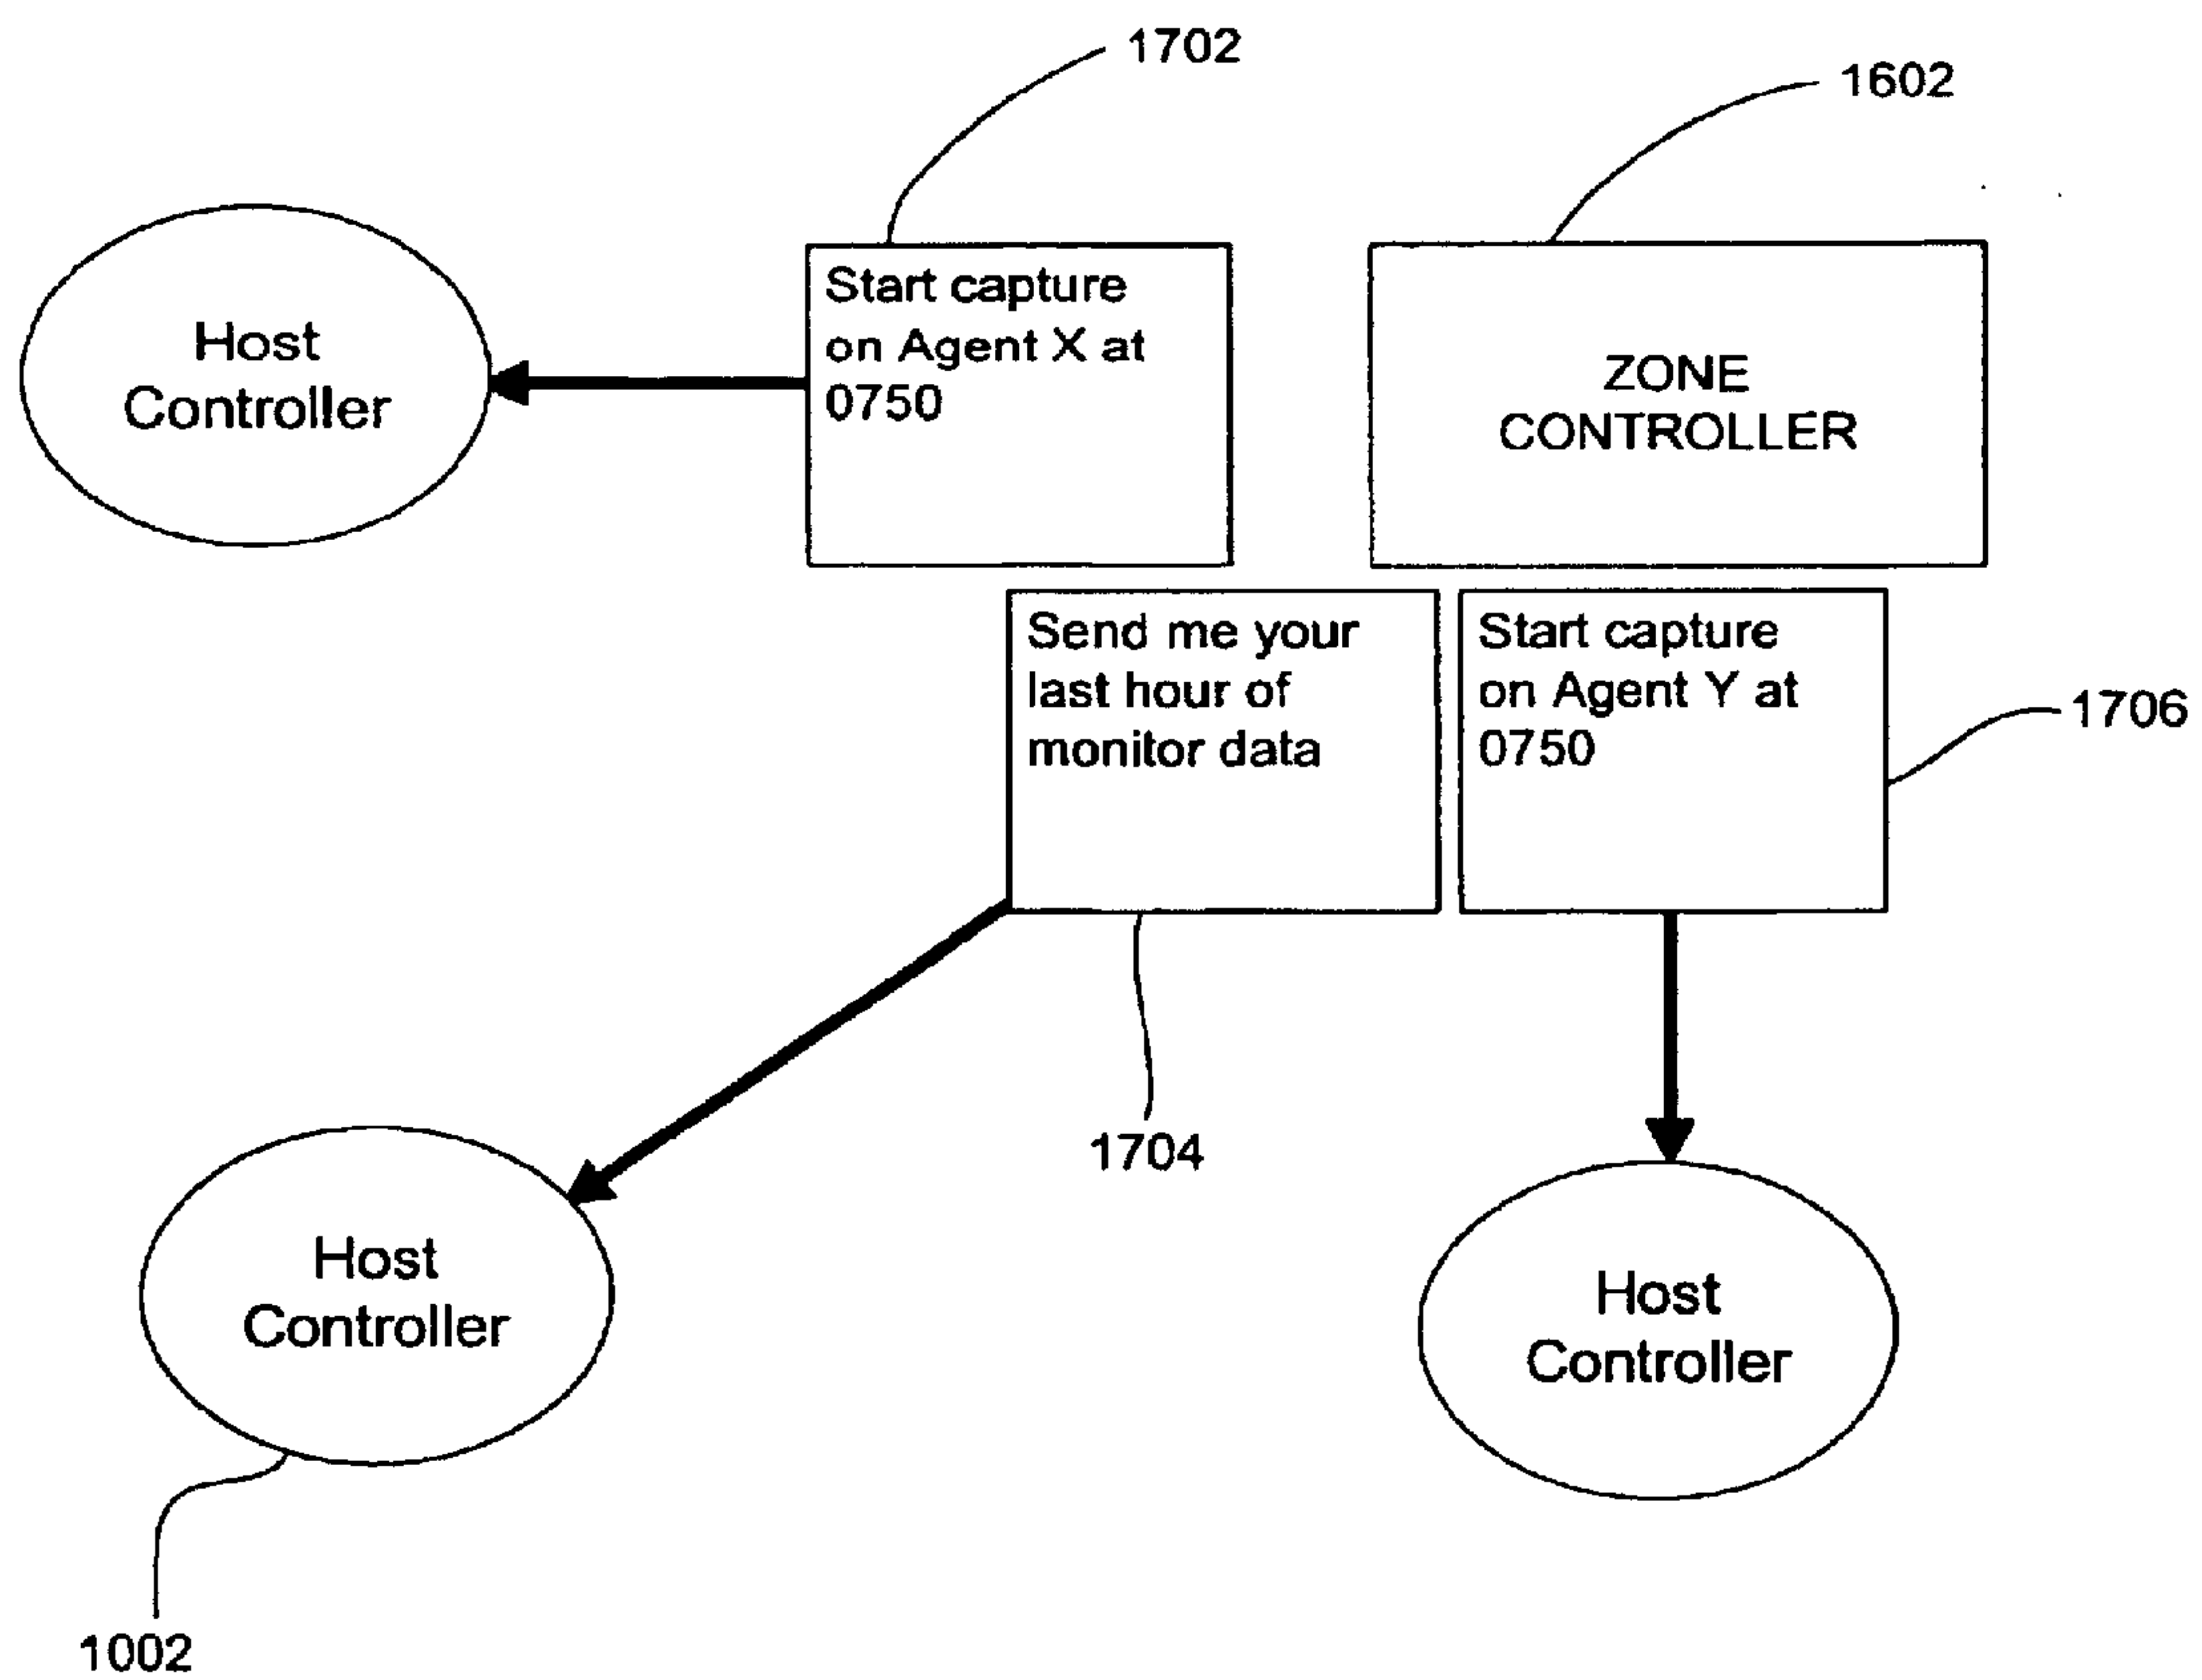 1702
1602
Host
Controller
Start capture
on Agent X at
0750
ZONE
CONTROLLER
Send me your
last hour of
monitor data
Start capture
on Agent Y at
0750
1706
1704
Host
Controller
Host
Controller
1002